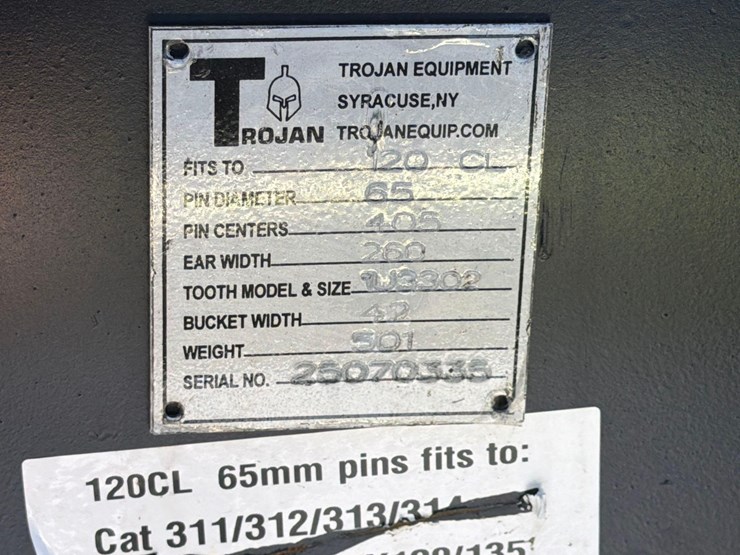 TROJAN
TROJAN EQUIPMENT
SYRACUSE,NY
TROJANEQUIP.COM
FITS TO 120 CL
PIN DIAMETER 65
PIN CENTERS 405
EAR WIDTH 260
TOOTH MODEL & SIZE 1U3302
BUCKET WIDTH 42
WEIGHT 501
SERIAL NO. 25070335
120CL 65mm pins fits to:
Cat 311/312/313/314